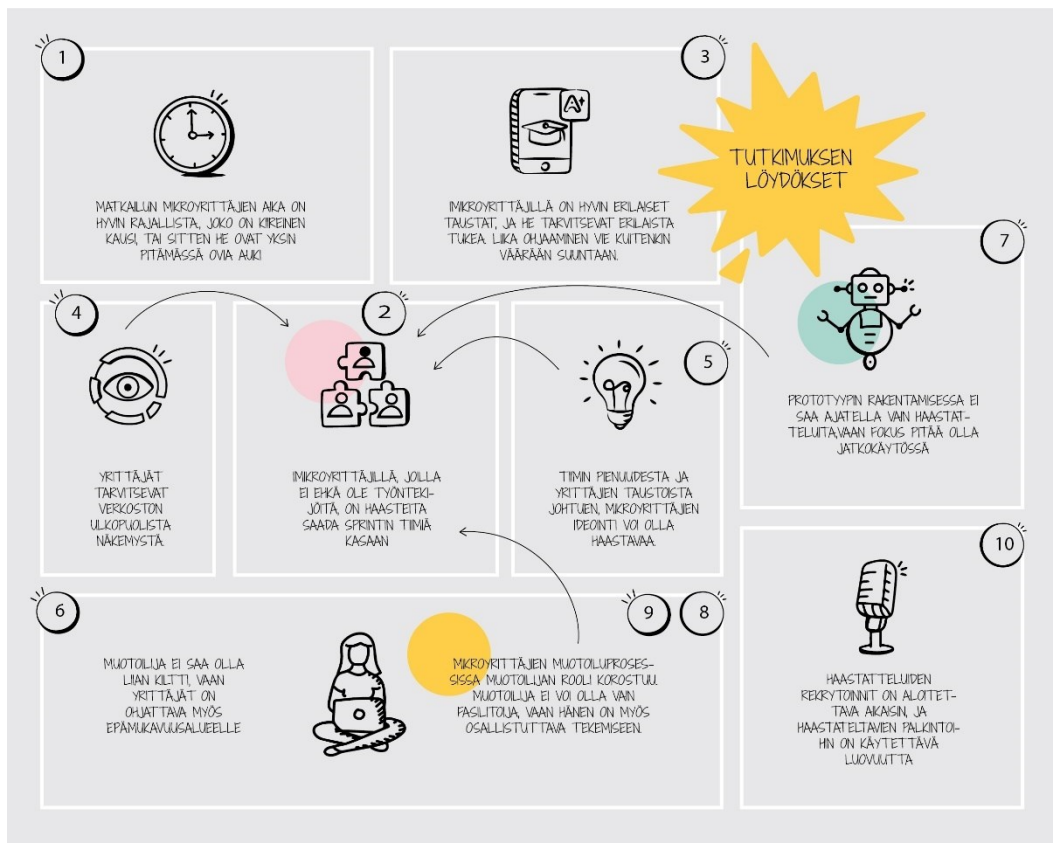 1
MATKAILUN MIKROYRITTÄJIEN AIKA ON
HYVIN RAJALLISTA, JOKO ON KIIREINEN
KAUSI, TAI SITTEN HE OVAT YKSIN
PITÄMÄSSÄ OVIA AUKI
3
A+
IMIKROYRITTÄJILLÄ ON HYVIN ERILAISET
TAUSTAT, JA HE TARVITSEVAT ERILAISTA
TUKEA. LIIKA OHJAAMINEN VIE KUITENKIN
VÄÄRÄÄN SUUNTAAN.
TUTKIMUKSEN
LÖYDÖKSET
7
PROTOTYYPIN RAKENTAMISESSA EI
SAA AJATELLA VAIN HAASTAT-
TELUITA,VAAN FOKUS PITÄÄ OLLA
JATKOKÄYTÖSSÄ
4
YRITTÄJÄT
TARVITSEVAT
VERKOSTON
ULKOPUOLISTA
NÄKEMYSTÄ.
2
IMIKROYRITTÄJILLÄ, JOLLA
EI EHKÄ OLE TYÖNTEKI-
JÖITÄ, ON HAASTEITA
SAADA SPRINTIN TIIMIÄ
KASAAN
5
TIIMIN PIENUUDESTA JA
YRITTÄJIEN TAUSTOISTA
JOHTUEN, MIKROYRITTÄJIEN
IDEOINTI VOI OLLA
HAASTAVAA.
6
MUOTOILIJA EI SAA OLLA
LIIAN KILTTI, VAAN
YRITTÄJÄT ON
OHJATTAVA MYÖS
EPÄMUKAVUUSALUEELLE
9 8
MIKROYRITTÄJIEN MUOTOILUPROSES-
SISSA MUOTOILIJAN ROOLI KOROSTUU.
MUOTOILIJA EI VOI OLLA VAIN
FASILITOIJA, VAAN HÄNEN ON MYÖS
OSALLISTUTTAVA TEKEMISEEN.
10
HAASTATTELUIDEN
REKRYTOINNIT ON ALOITET-
TAVA AIKAISIN, JA
HAASTATELTAVIEN PALKINTOI-
HIN ON KÄYTETTÄVÄ
LUOVUUTTA